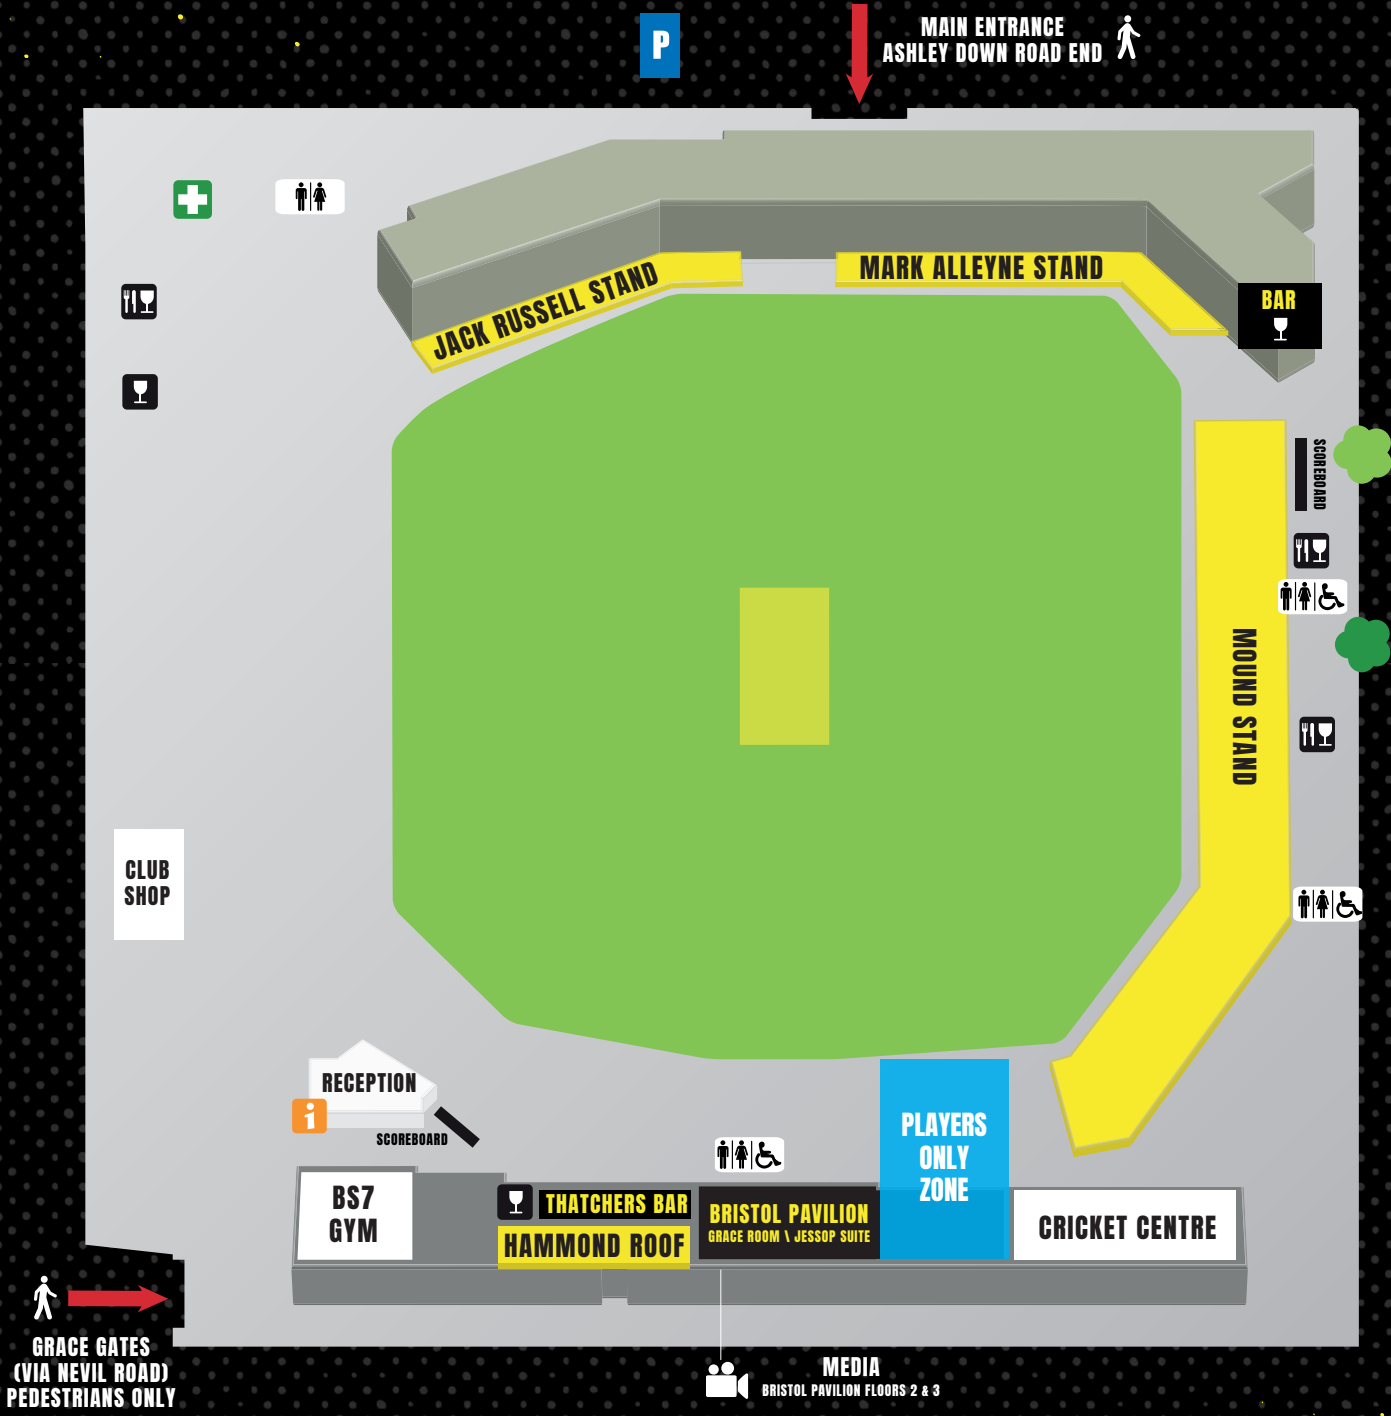 P
MAIN ENTRANCE
ASHLEY DOWN ROAD END
JACK RUSSELL STAND
MARK ALLEYNE STAND
BAR
SCOREBOARD
MOUND STAND
CLUB
SHOP
RECEPTION
i
SCOREBOARD
PLAYERS
ONLY
ZONE
BS7
GYM
THATCHERS BAR
HAMMOND ROOF
BRISTOL PAVILION
GRACE ROOM \ JESSOP SUITE
CRICKET CENTRE
GRACE GATES
(VIA NEVIL ROAD)
PEDESTRIANS ONLY
MEDIA
BRISTOL PAVILION FLOORS 2 & 3